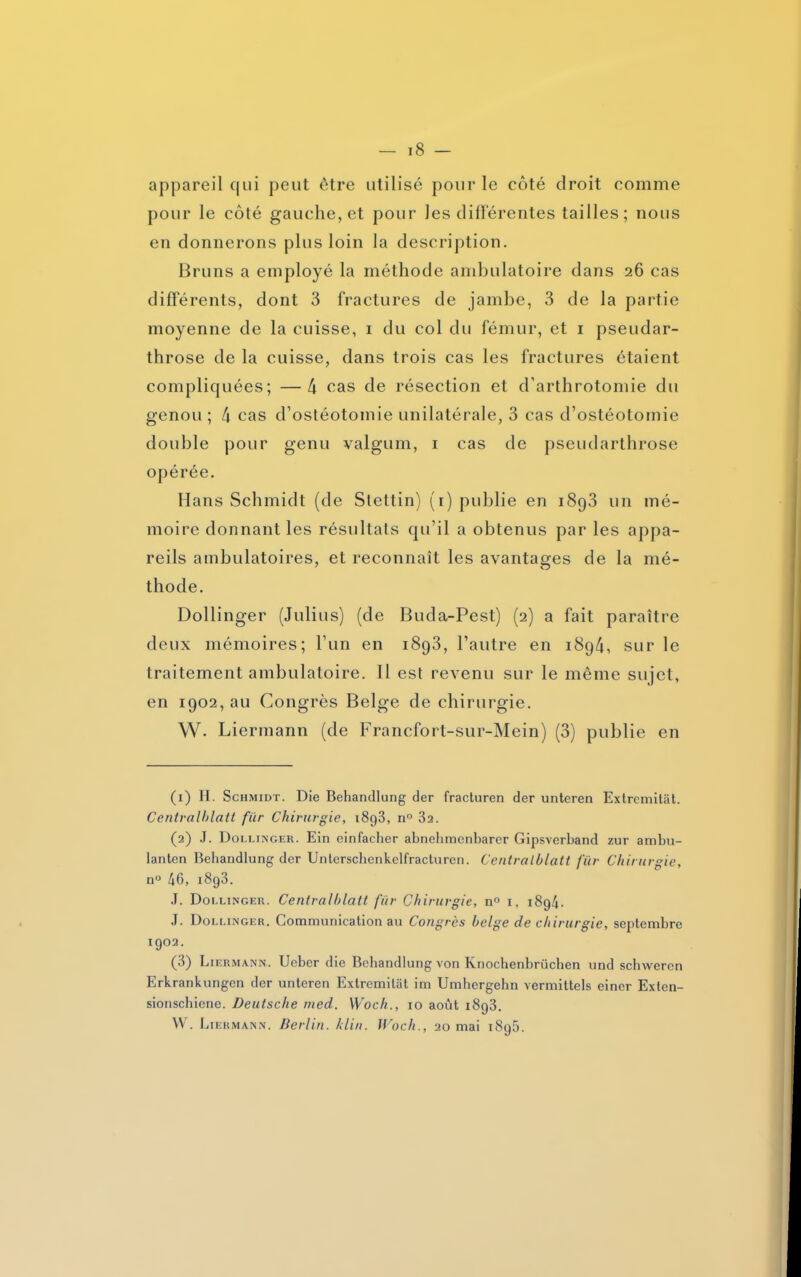 — 18 —
appareil qui peut être utilisé pour le côté droit comme
pour le côté gauche, et pour les différentes tailles; nous
en donnerons plus loin la description.
Bruns a employé la méthode ambulatoire dans 26 cas
différents, dont 3 fractures de jambe, 3 de la partie
moyenne de la cuisse, 1 du col du fémur, et 1 pseudar-
throse de la cuisse, dans trois cas les fractures étaient
compliquées; — 4 cas de résection et d'arthrotomie du
genou ; 4 cas d'ostéotomie unilatérale, 3 cas d'ostéotomie
double pour genu valgum, 1 cas de pseudarthrose
opérée.
Hans Schmidt (de Stettin) (1) publie en 1893 un mé-
moire donnant les résultats qu'il a obtenus par les appa-
reils ambulatoires, et reconnaît les avantages de la mé-
thode.
Dollinger (Julius) (de Buda-Pest) (2) a fait paraître
deux mémoires; l'un en 1893, l'autre en 1894, sur le
traitement ambulatoire. Il est revenu sur le même sujet,
en 1902, au Congrès Belge de chirurgie.
W. Liermann (de Francfort-sur-Mein) (3) publie en
(1) H. Schmidt. Die Behandlung der fracturen der unteren Extremität.
Centralblatt für Chirurgie, 1893, n° 32.
(2) J. Dollinger. Ein einfacher abnehmenbarer Gipsverband zur ambu-
lanten Behandlung der Unterschenkelfracturen. Centralblatt für Chirurgie,
n° 46, 1893.
J. Dollinger. Centralblatt für Chirurgie, n° 1, 1894.
J. Dollinger. Communication au Congrès belge de chirurgie, septembre
1902.
(3) Liermann. Ueber die Behandlung von Knochenbrüchen und schweren
Erkrankungen der unteren Extremität im Umhergehn vermittels einer Exten-
sionschiene. Deutsche med. Woch., 10 août 1893.
W. Liermann. Berlin. klin. Woch., 20 mai 1895.